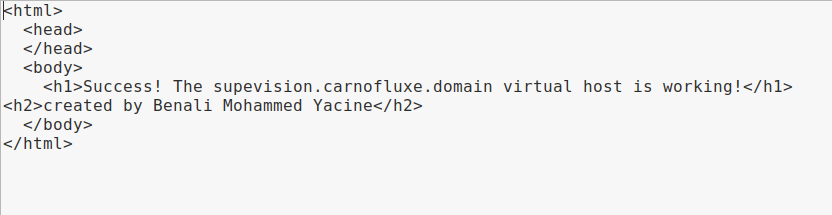 <html>
  <head>
  </head>
  <body>
    <h1>Success! The supevision.carnofluxe.domain virtual host is working!</h1>
<h2>created by Benali Mohammed Yacine</h2>
  </body>
</html>